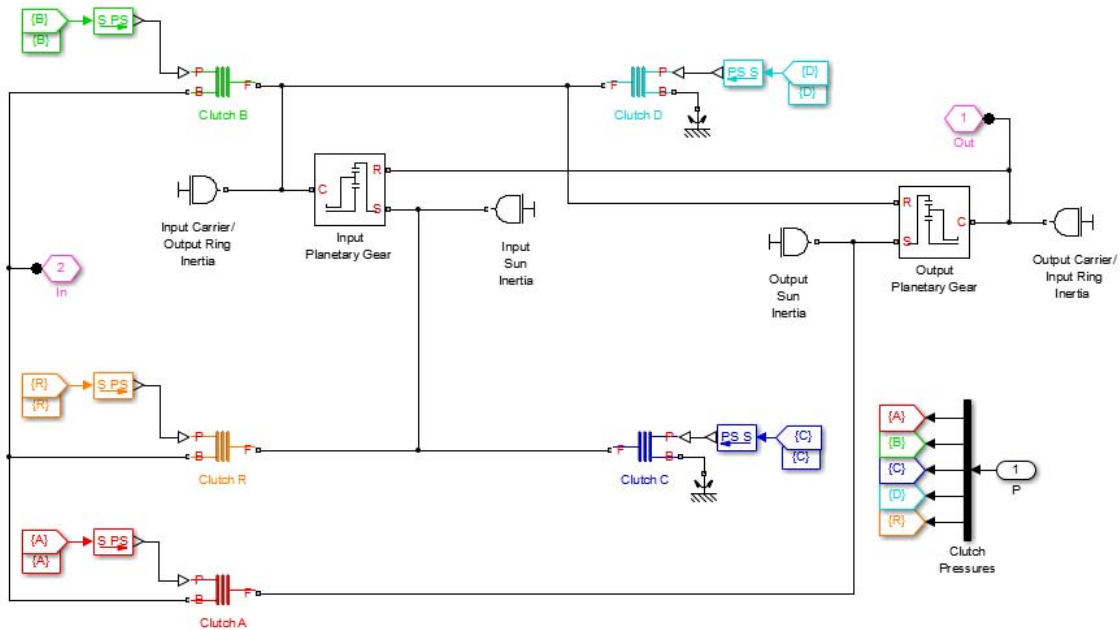 {B}
{B}
S PS
P
B
F
Clutch B
F
P
B
Clutch D
PS S
{D}
{D}
1
Out
C
R
S
Input Carrier/
Output Ring
Inertia
Input
Planetary Gear
Input
Sun
Inertia
R
S
C
Output
Sun
Inertia
Output
Planetary Gear
Output Carrier/
Input Ring
Inertia
2
In
{R}
{R}
S PS
P
B
F
Clutch R
F
P
B
Clutch C
PS S
{C}
{C}
{A}
{B}
{C}
{D}
{R}
1
P
Clutch
Pressures
{A}
{A}
S PS
P
B
F
Clutch A